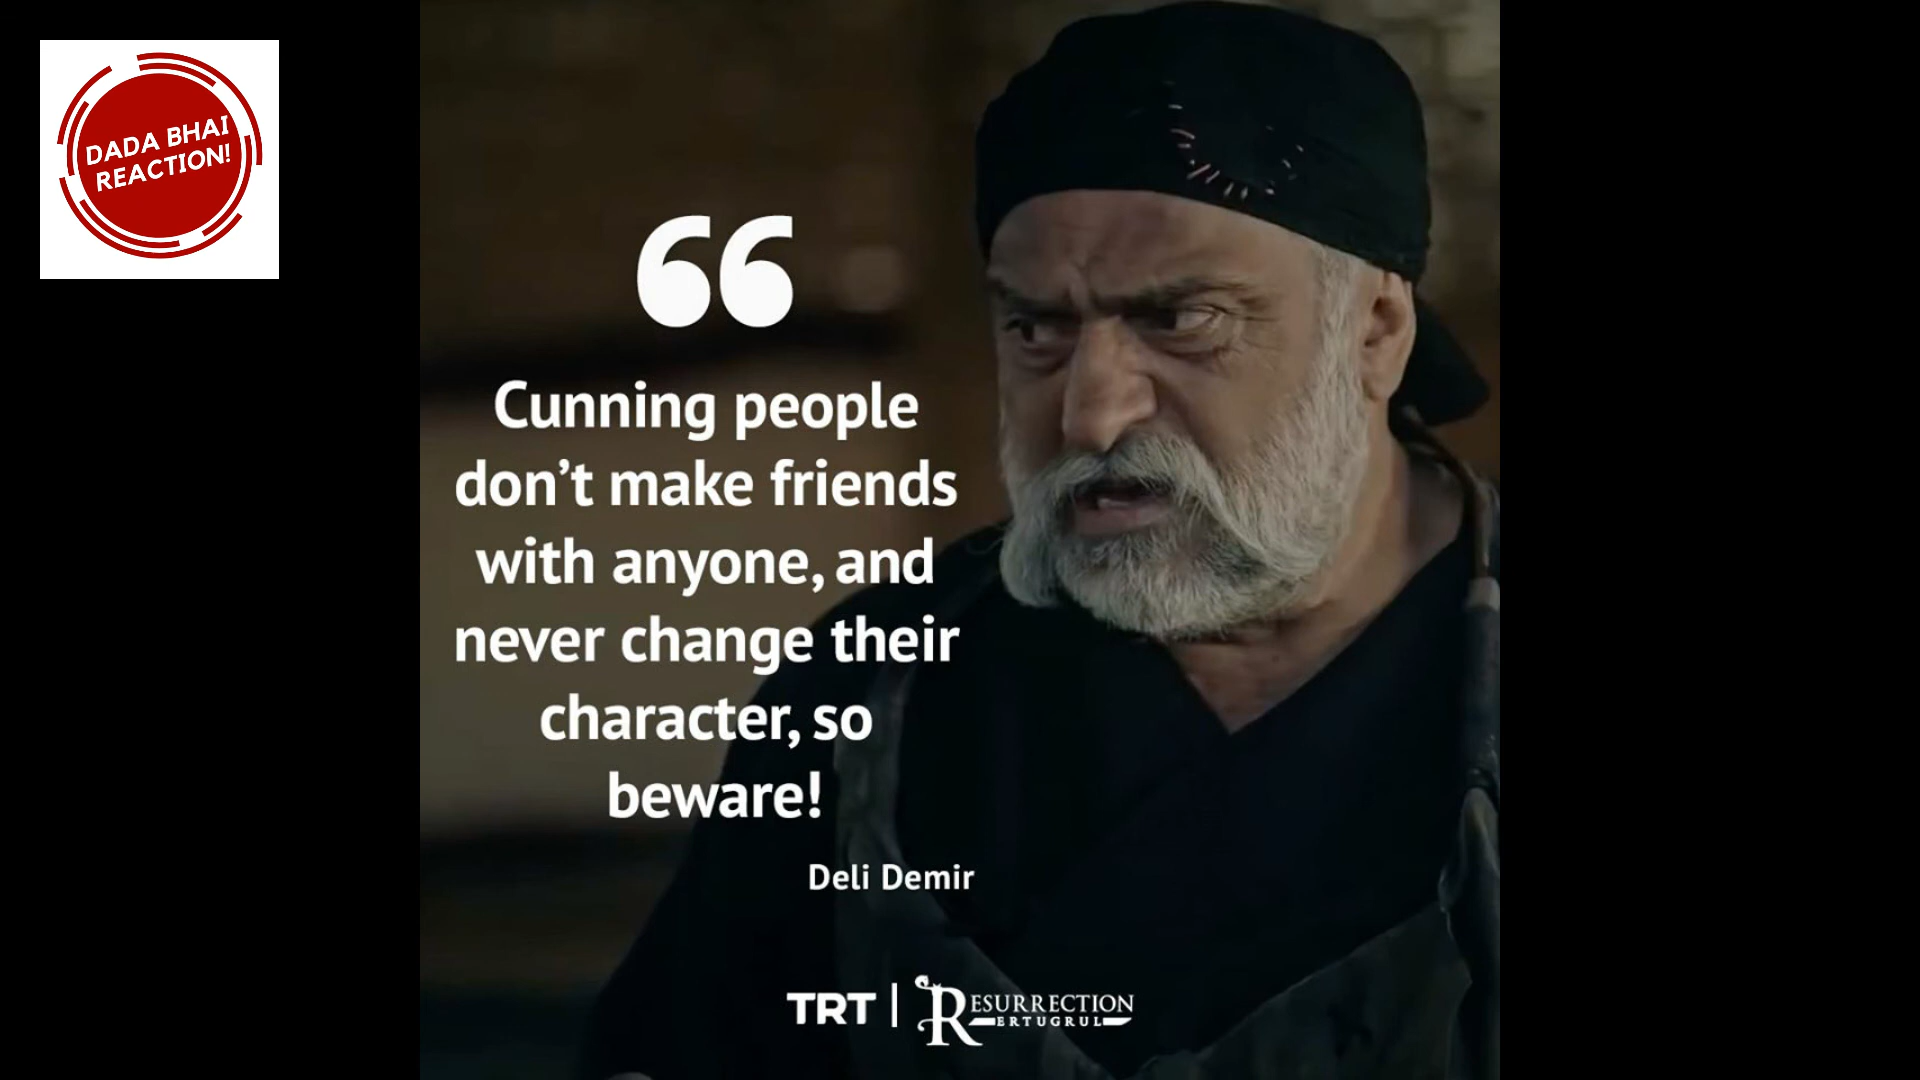 DADA BHAI
REACTION!
“
Cunning people
don’t make friends
with anyone, and
never change their
character, so
beware!
Deli Demir
TRT | RESURRECTION
ERTUGRUL